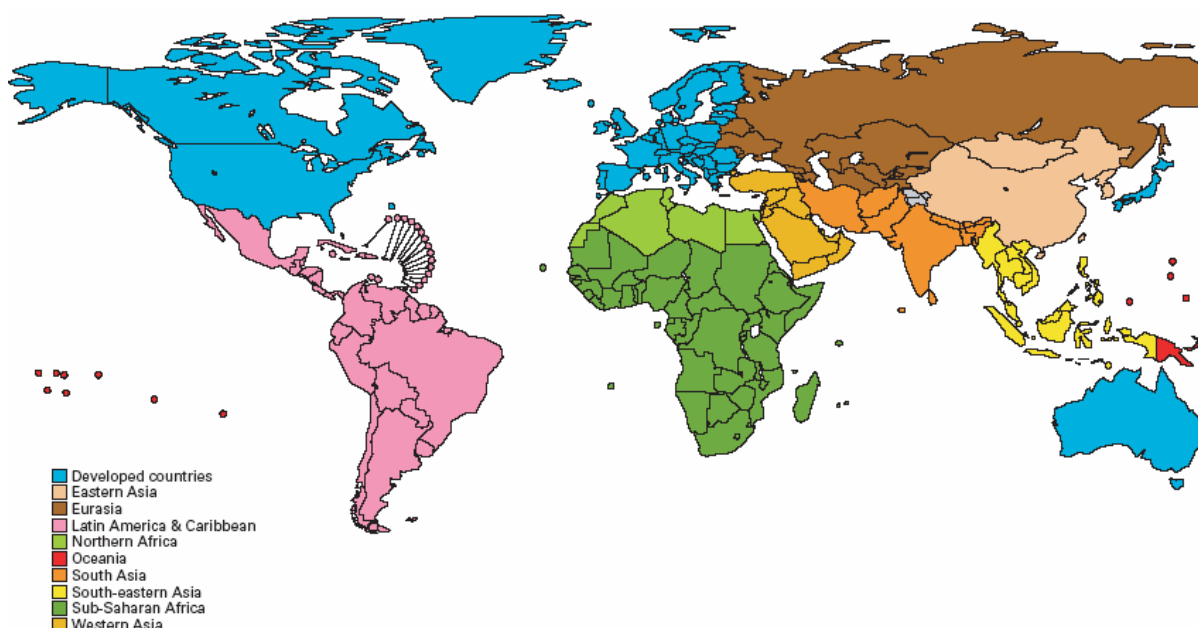 Developed countries
Eastern Asia
Eurasia
Latin America & Caribbean
Northern Africa
Oceania
South Asia
South-eastern Asia
Sub-Saharan Africa
Western Asia